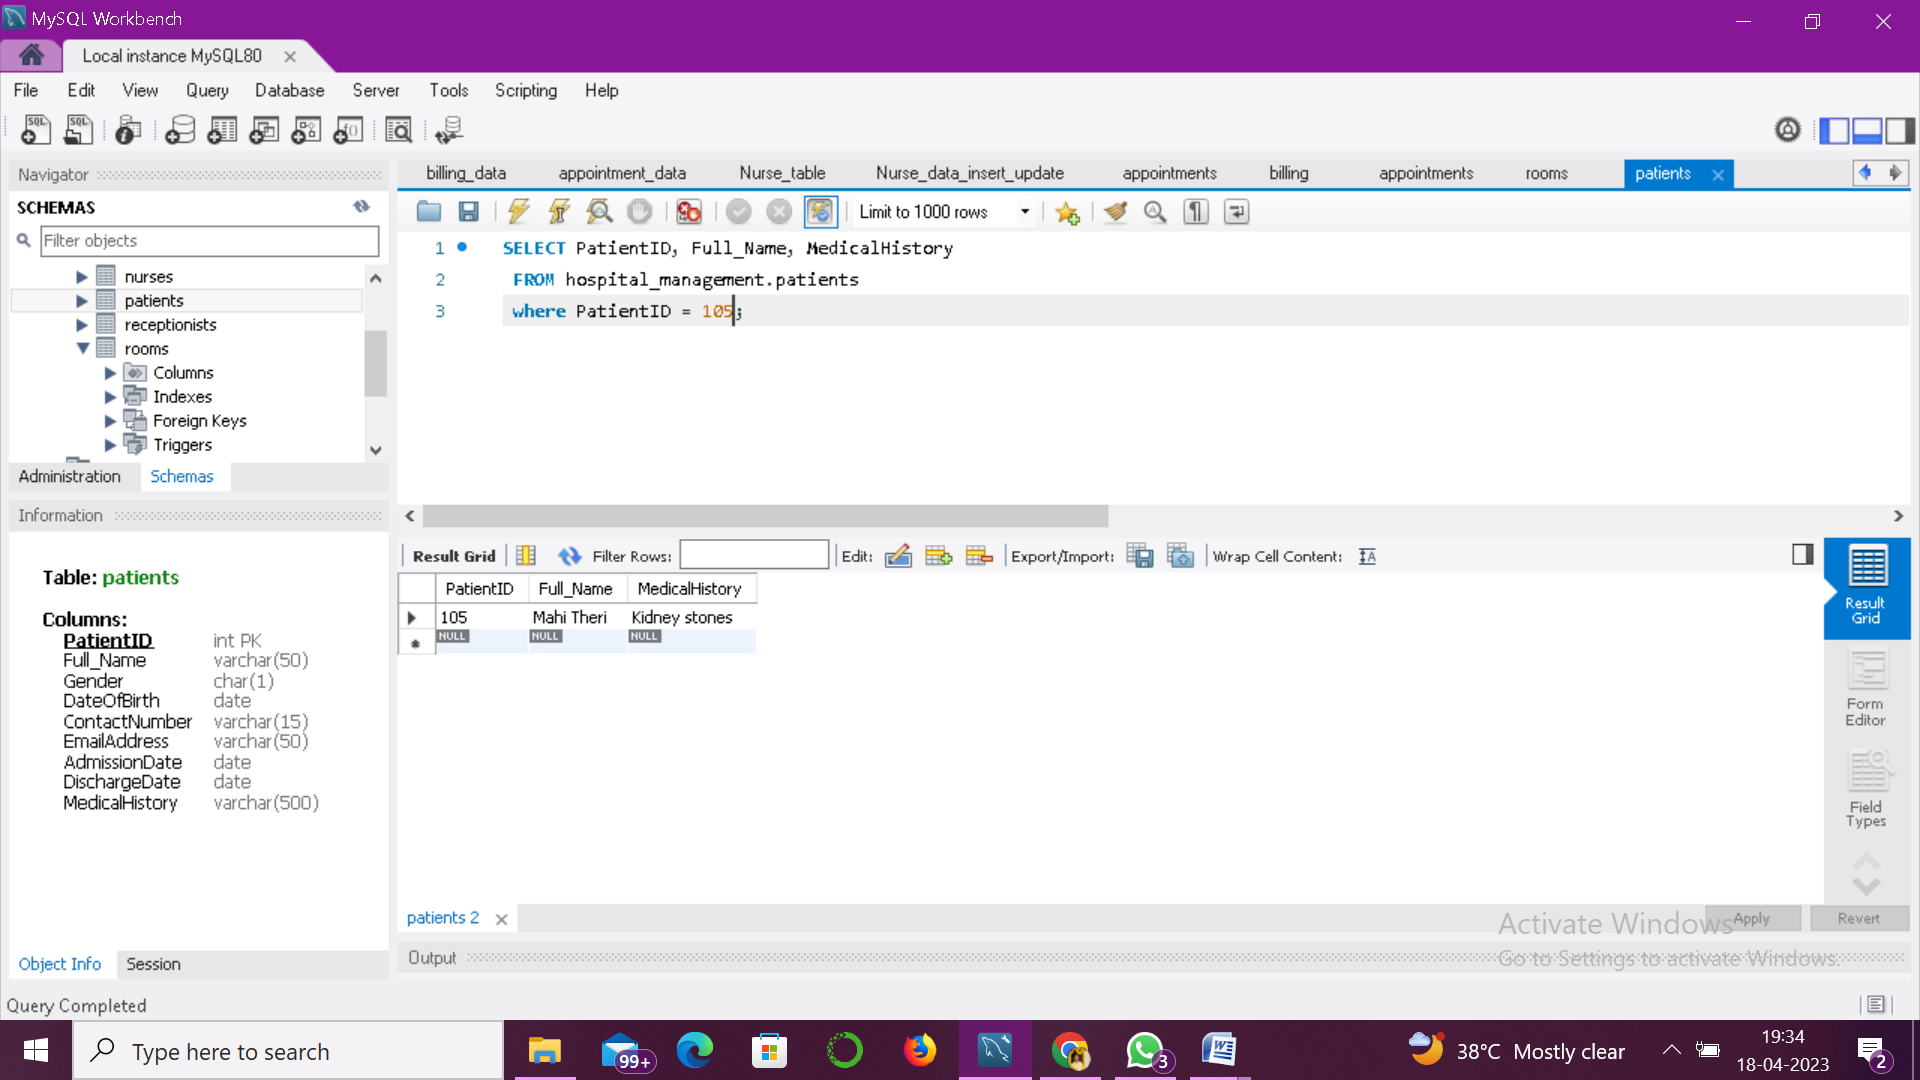 MySQL Workbench
Local instance MySQL80
File Edit View Query Database Server Tools Scripting Help
Navigator
SCHEMAS
Filter objects
nurses
patients
receptionists
rooms
Columns
Indexes
Foreign Keys
Triggers
Administration Schemas
Information
Table: patients
Columns:
PatientID int PK
Full_Name varchar(50)
Gender char(1)
DateOfBirth date
ContactNumber varchar(15)
EmailAddress varchar(50)
AdmissionDate date
DischargeDate date
MedicalHistory varchar(500)
Object Info Session
billing_data appointment_data Nurse_table Nurse_data_insert_update appointments billing appointments rooms patients
Limit to 1000 rows
1 SELECT PatientID, Full_Name, MedicalHistory
2 FROM hospital_management.patients
3 where PatientID = 105;
Result Grid Filter Rows: Edit: Export/Import: Wrap Cell Content:
PatientID Full_Name MedicalHistory
105 Mahi Theri Kidney stones
NULL NULL NULL
Result Grid
Form Editor
Field Types
patients 2
Apply Revert
Output
Activate Windows
Go to Settings to activate Windows.
Query Completed
Type here to search
99+
3
38°C Mostly clear
19:34
18-04-2023
2